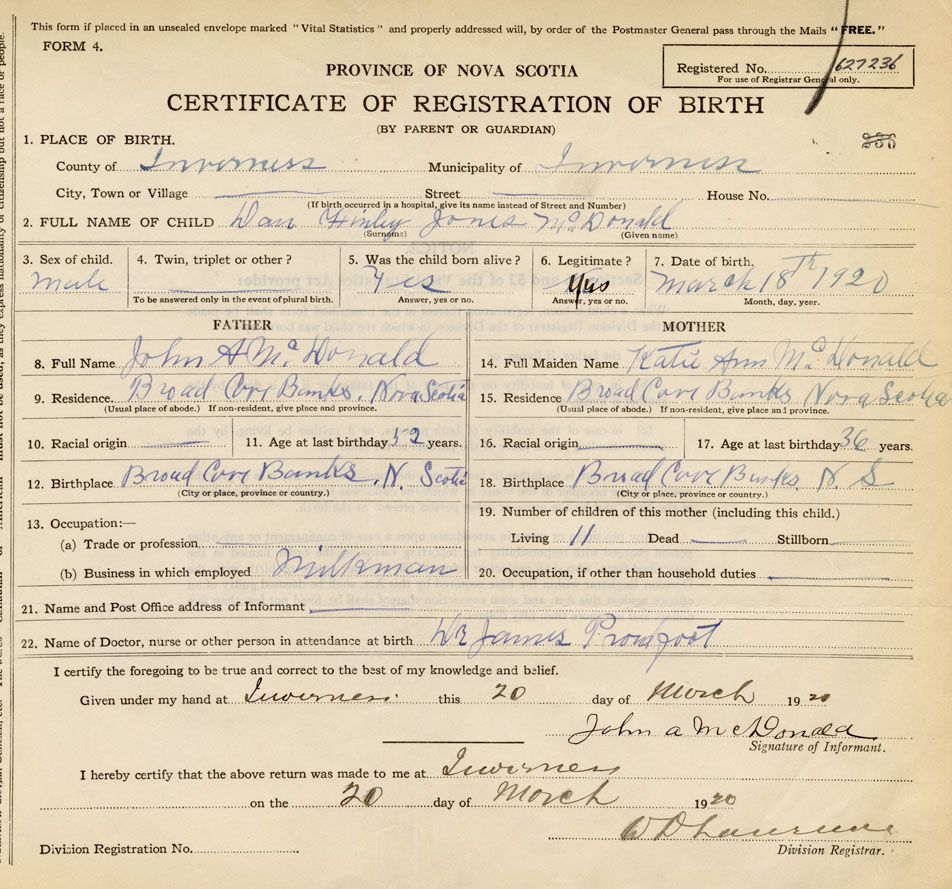 This form if placed in an unsealed envelope marked "Vital Statistics" and properly addressed will, by order of the Postmaster General pass through the Mails "FREE."
FORM 4.
Registered No. 627236
For use of Registrar General only.
PROVINCE OF NOVA SCOTIA
CERTIFICATE OF REGISTRATION OF BIRTH
(BY PARENT OR GUARDIAN)
1. PLACE OF BIRTH.
County of Inverness Municipality of Inverness
City, Town or Village Street House No.
(If birth occurred in a hospital, give its name instead of Street and Number)
2. FULL NAME OF CHILD Dan Finley Jones McDonald
(Surname) (Given name)
3. Sex of child. 4. Twin, triplet or other? 5. Was the child born alive? 6. Legitimate? 7. Date of birth.
Male Yes Yes March 18th 1920
To be answered only in the event of plural birth. Answer, yes or no. Answer, yes or no. Month, day, year.
FATHER
8. Full Name John A McDonald
9. Residence. Broad Cove Banks. Nova Scotia
(Usual place of abode.) If non-resident, give place and province.
10. Racial origin 11. Age at last birthday 52 years.
12. Birthplace Broad Cove Banks. N. Scotia
(City or place, province or country.)
13. Occupation:—
(a) Trade or profession
(b) Business in which employed Milkman
MOTHER
14. Full Maiden Name Katie Ann McDonald
15. Residence Broad Cove Banks Nova Scotia
(Usual place of abode.) If non-resident, give place and province.
16. Racial origin 17. Age at last birthday 36 years.
18. Birthplace Broad Cove Banks N. S
(City or place, province or country.)
19. Number of children of this mother (including this child.)
Living 11 Dead Stillborn
20. Occupation, if other than household duties
21. Name and Post Office address of Informant
22. Name of Doctor, nurse or other person in attendance at birth Dr James Proudfoot
I certify the foregoing to be true and correct to the best of my knowledge and belief.
Given under my hand at Inverness this 20 day of March 1920
John A McDonald
Signature of Informant.
I hereby certify that the above return was made to me at Inverness
on the 20 day of March 1920
Division Registration No.
Division Registrar.